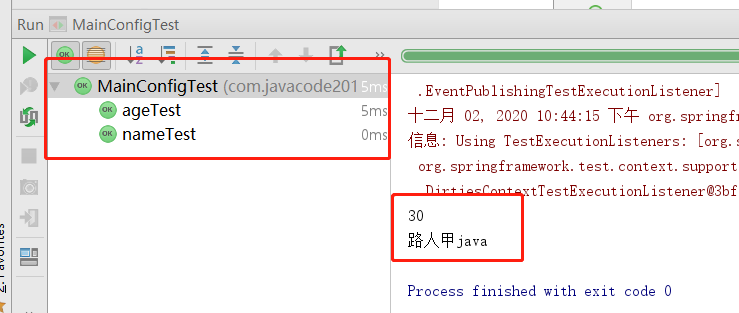 Run MainConfigTest
MainConfigTest (com.javacode201 5ms
ageTest 5ms
nameTest 0ms
.EventPublishingTestExecutionListener]
十二月 02, 2020 10:44:15 下午 org.springfr
信息: Using TestExecutionListeners: [org.s
org.springframework.test.context.support
.DirtiesContextTestExecutionListener@3bf
30
路人甲java
Process finished with exit code 0
2: Favorites